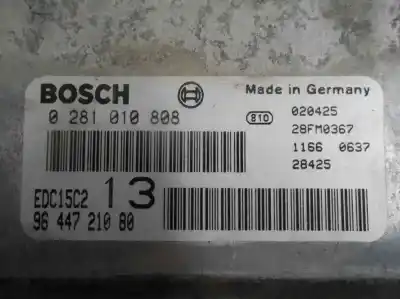 BOSCH Made in Germany
0 281 010 808 810 020425
28FM0367
1166 0637
28425
EDC15C2 13
96 447 210 80